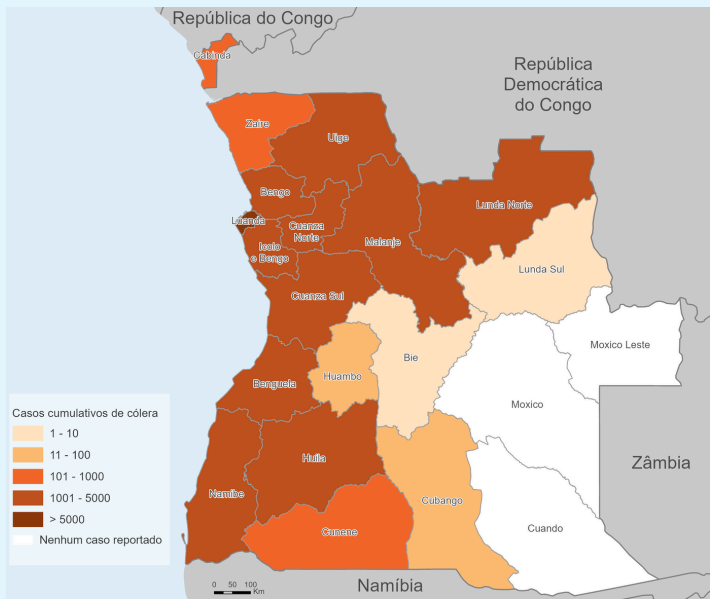 República do Congo
Cabinda
República
Democrática
do Congo
Zaire
Uíge
Bengo
Lunda Norte
Luanda
Cuanza
Norte
Malanje
Icolo
e Bengo
Lunda Sul
Cuanza Sul
Moxico Leste
Bie
Huambo
Benguela
Moxico
Casos cumulativos de cólera
1 - 10
11 - 100
101 - 1000
1001 - 5000
> 5000
Nenhum caso reportado
Huíla
Zâmbia
Namibe
Cubango
Cuando
Cunene
Namíbia
0 50 100
Km